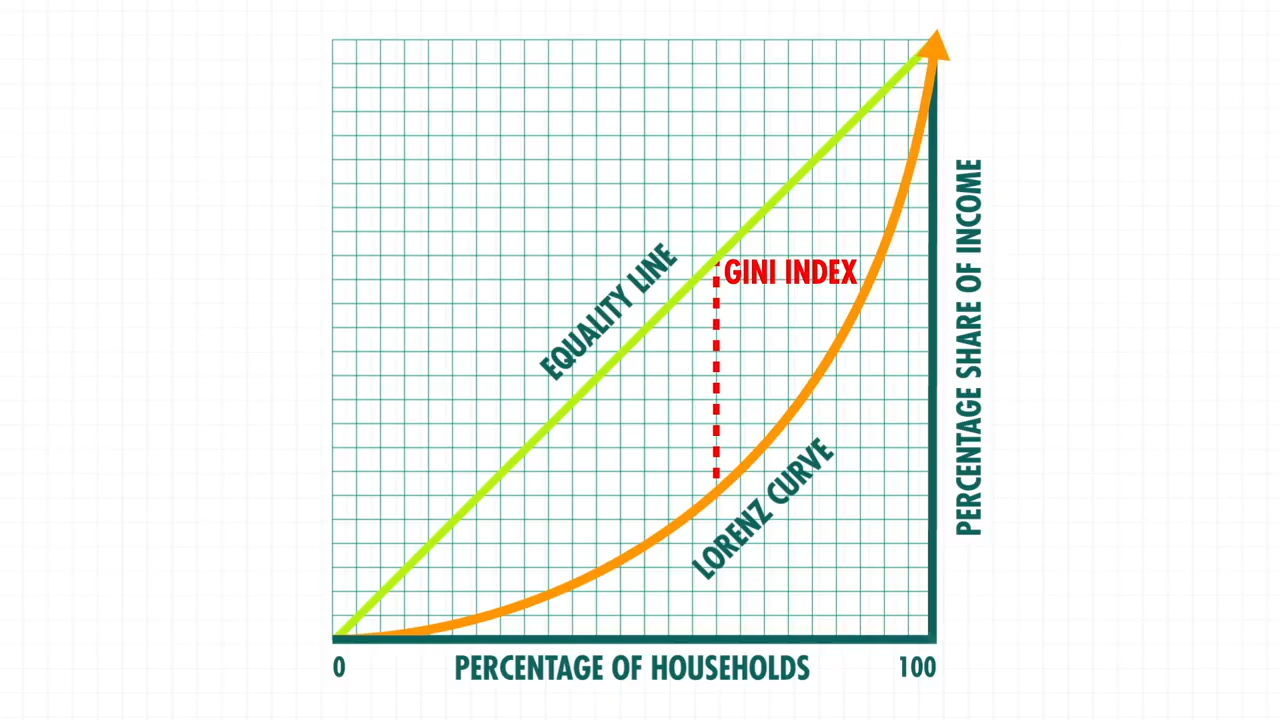 EQUALITY LINE
GINI INDEX
LORENZ CURVE
PERCENTAGE SHARE OF INCOME
0
PERCENTAGE OF HOUSEHOLDS
100